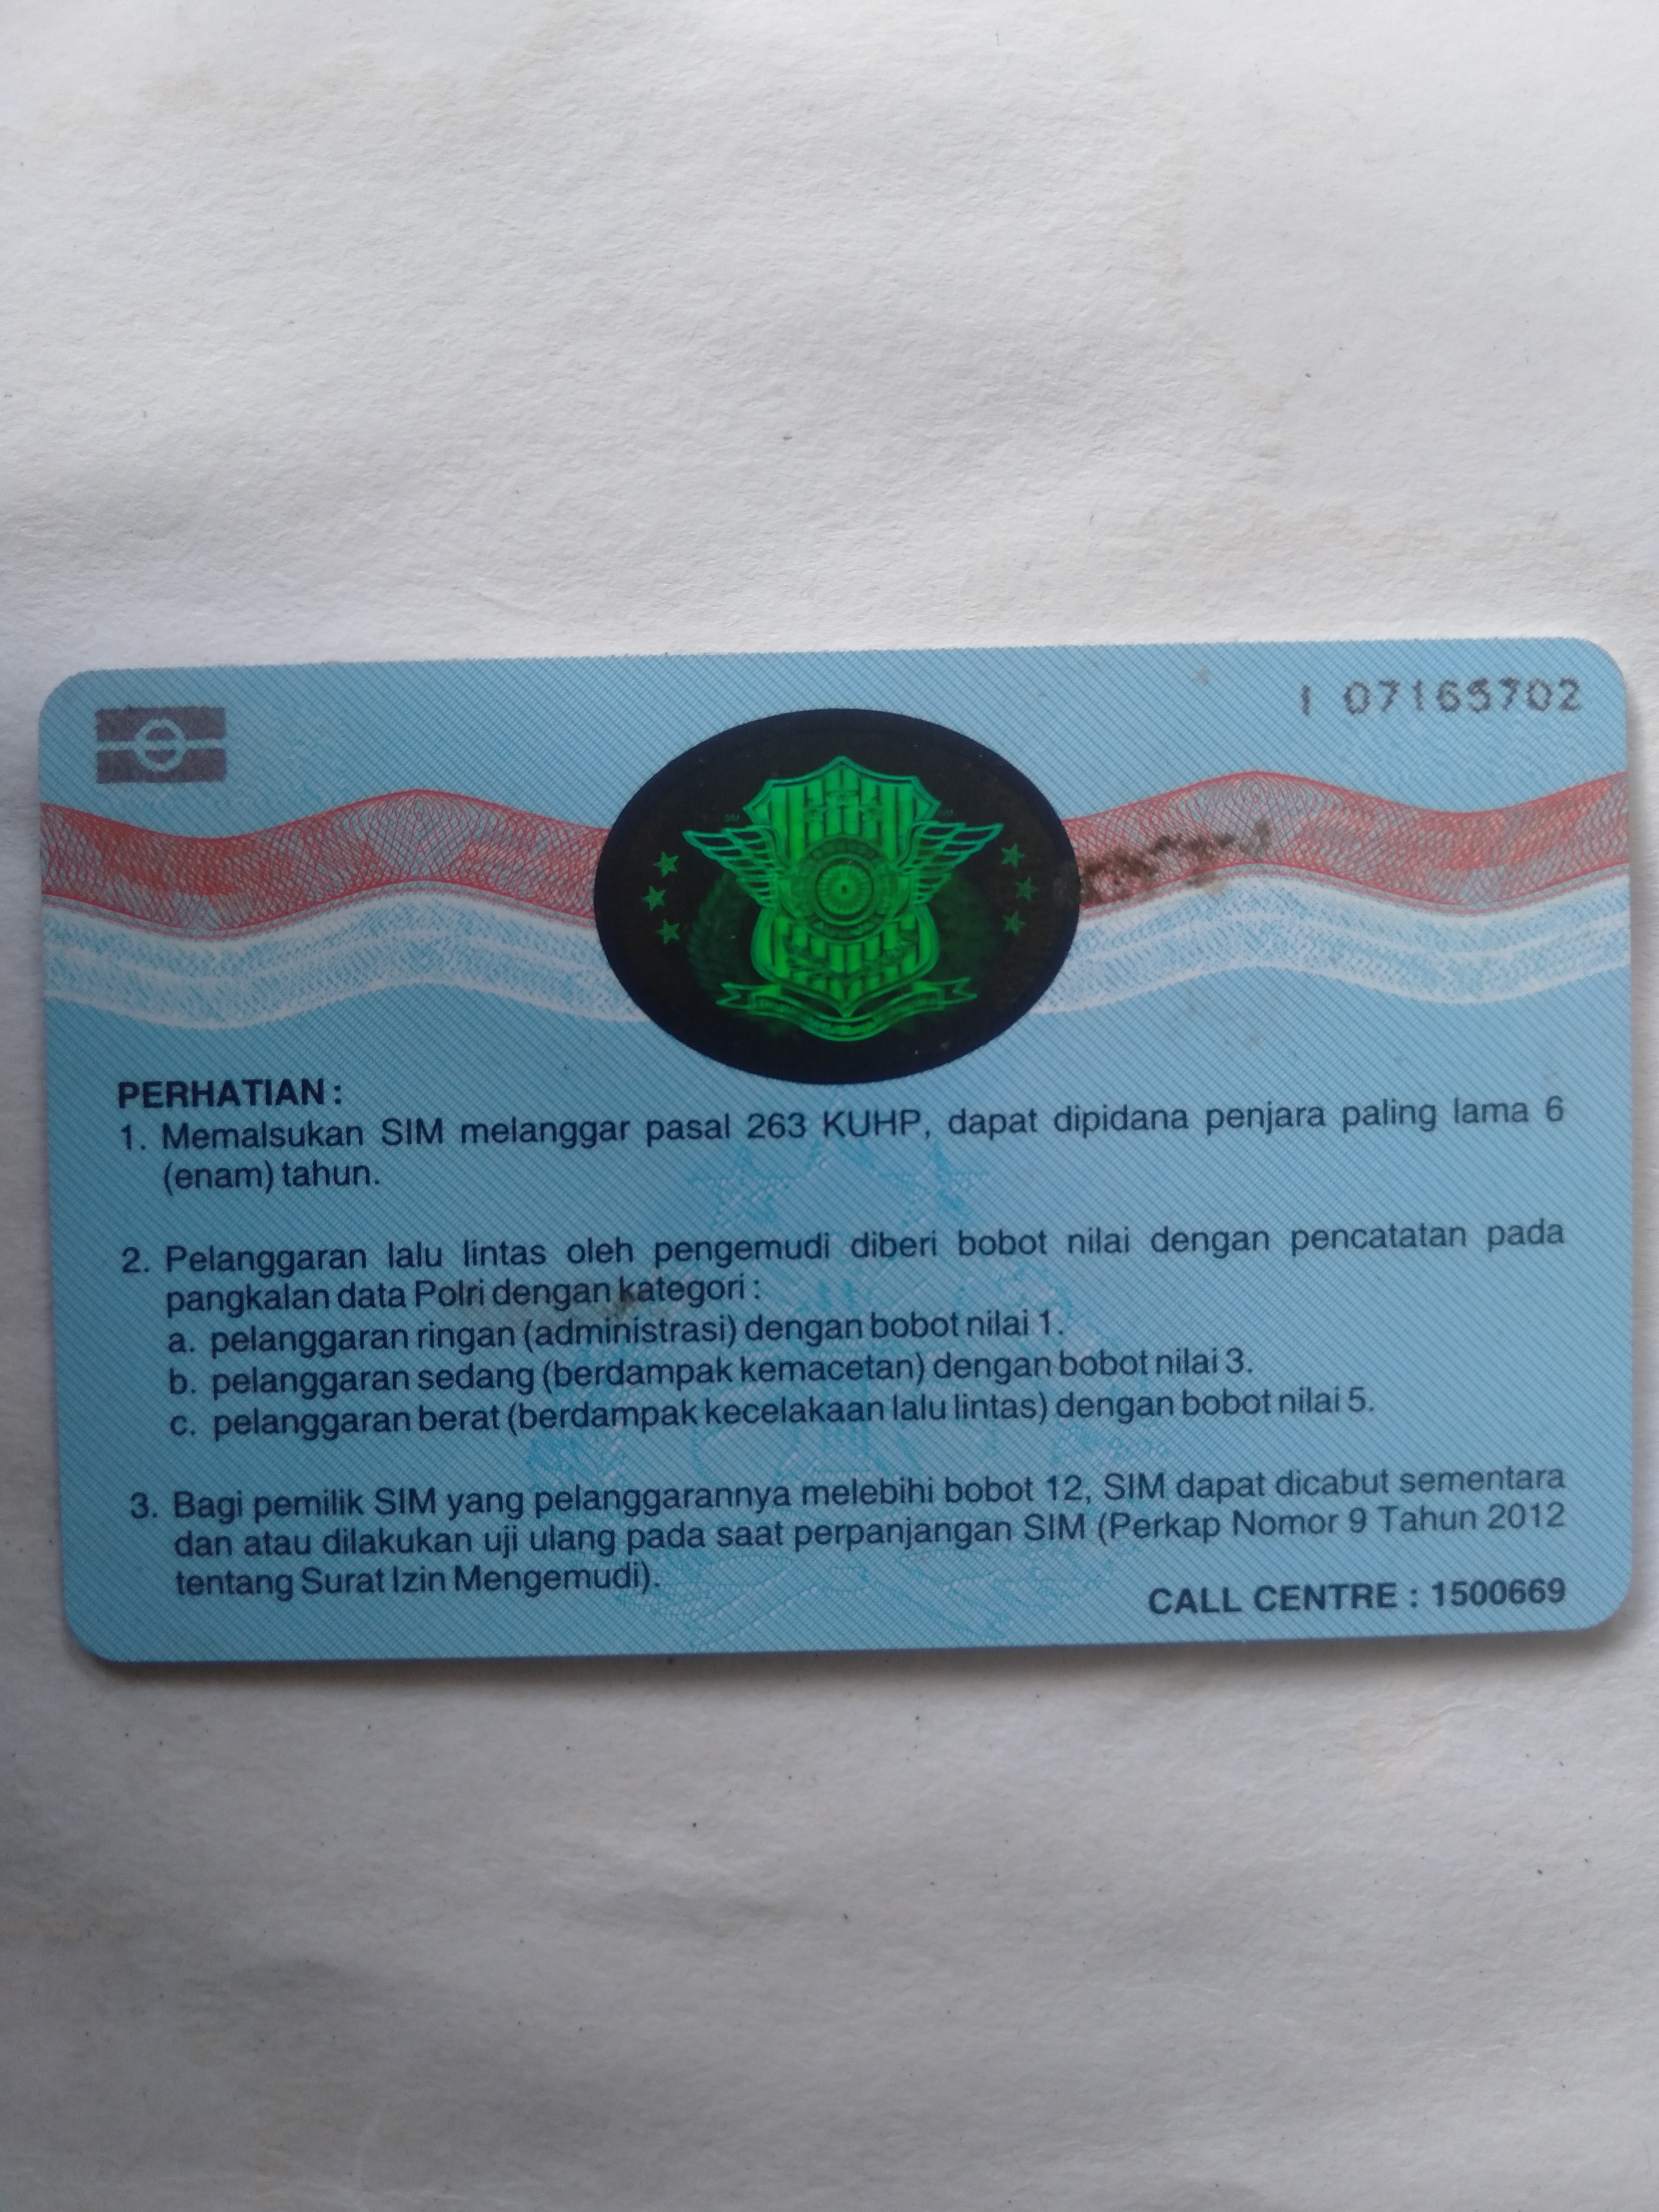 I 07165702
PERHATIAN :
1. Memalsukan SIM melanggar pasal 263 KUHP, dapat dipidana penjara paling lama 6
(enam) tahun.
2. Pelanggaran lalu lintas oleh pengemudi diberi bobot nilai dengan pencatatan pada
pangkalan data Polri dengan kategori :
a. pelanggaran ringan (administrasi) dengan bobot nilai 1.
b. pelanggaran sedang (berdampak kemacetan) dengan bobot nilai 3.
c. pelanggaran berat (berdampak kecelakaan lalu lintas) dengan bobot nilai 5.
3. Bagi pemilik SIM yang pelanggarannya melebihi bobot 12, SIM dapat dicabut sementara
dan atau dilakukan uji ulang pada saat perpanjangan SIM (Perkap Nomor 9 Tahun 2012
tentang Surat Izin Mengemudi).
CALL CENTRE : 1500669